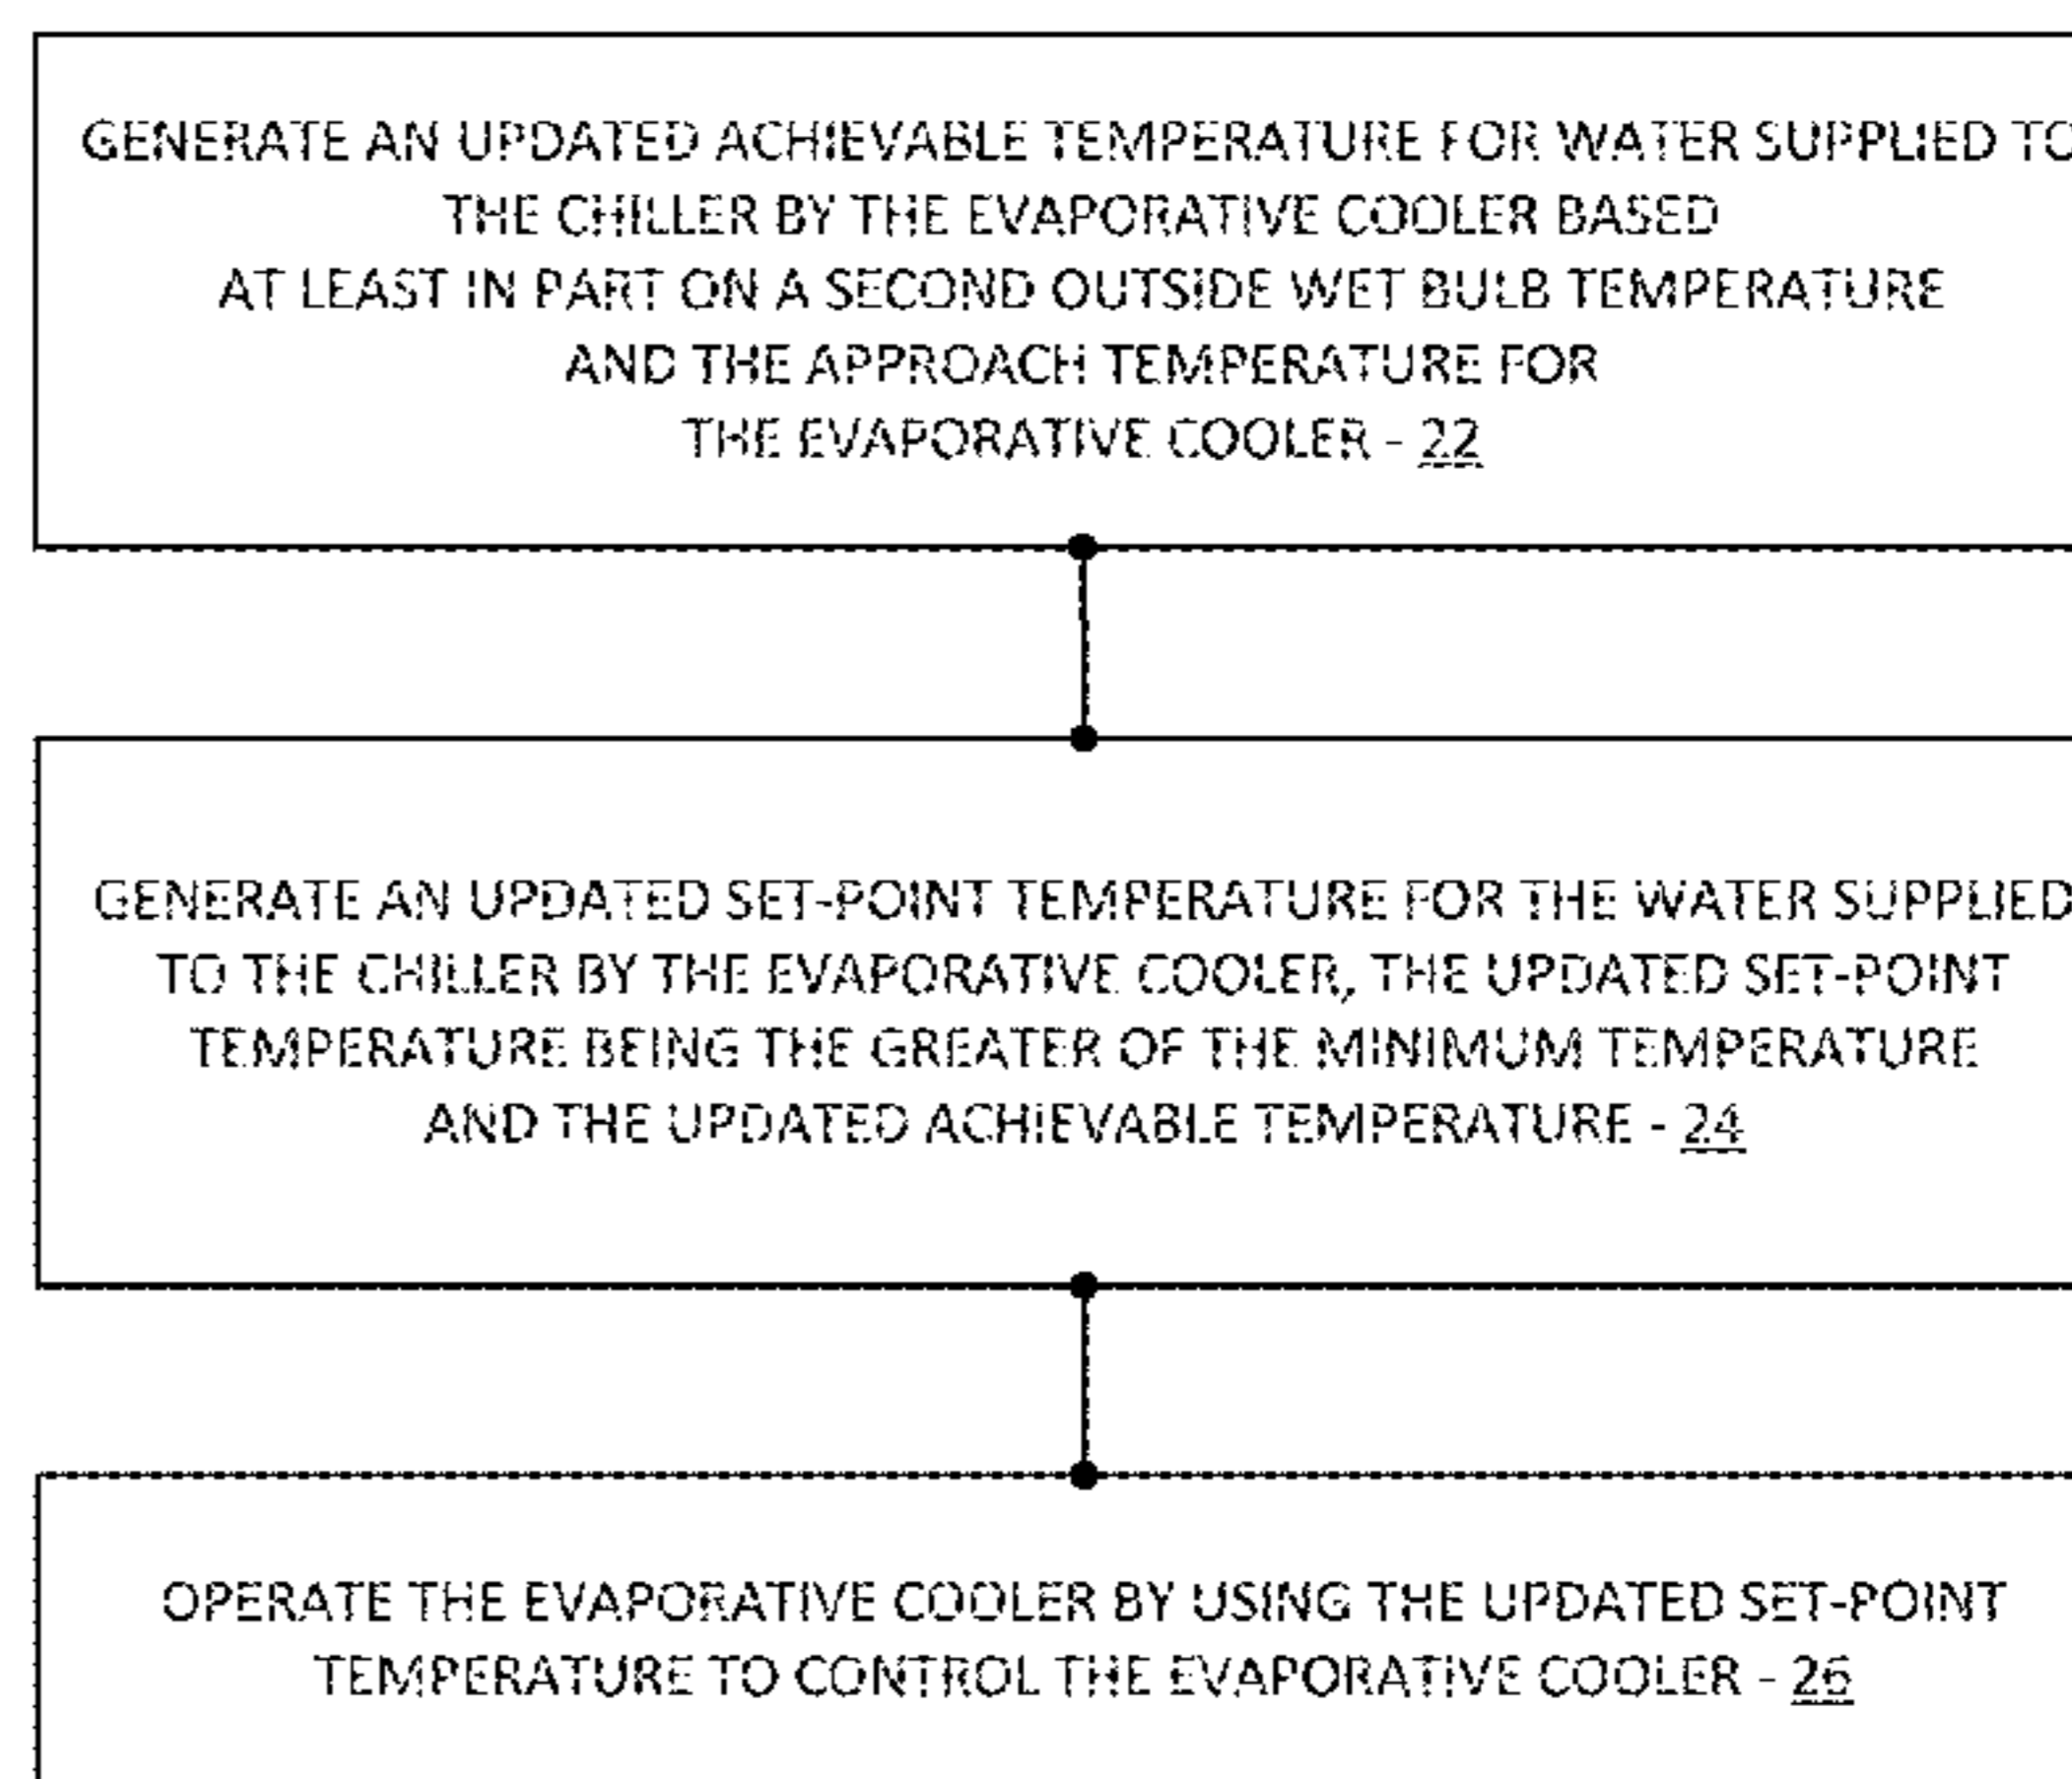 GENERATE AN UPDATED ACHIEVABLE TEMPERATURE FOR WATER SUPPLIED TO
THE CHILLER BY THE EVAPORATIVE COOLER BASED
AT LEAST IN PART ON A SECOND OUTSIDE WET BULB TEMPERATURE
AND THE APPROACH TEMPERATURE FOR
THE EVAPORATIVE COOLER - 22
GENERATE AN UPDATED SET-POINT TEMPERATURE FOR THE WATER SUPPLIED
TO THE CHILLER BY THE EVAPORATIVE COOLER, THE UPDATED SET-POINT
TEMPERATURE BEING THE GREATER OF THE MINIMUM TEMPERATURE
AND THE UPDATED ACHIEVABLE TEMPERATURE - 24
OPERATE THE EVAPORATIVE COOLER BY USING THE UPDATED SET-POINT
TEMPERATURE TO CONTROL THE EVAPORATIVE COOLER - 26